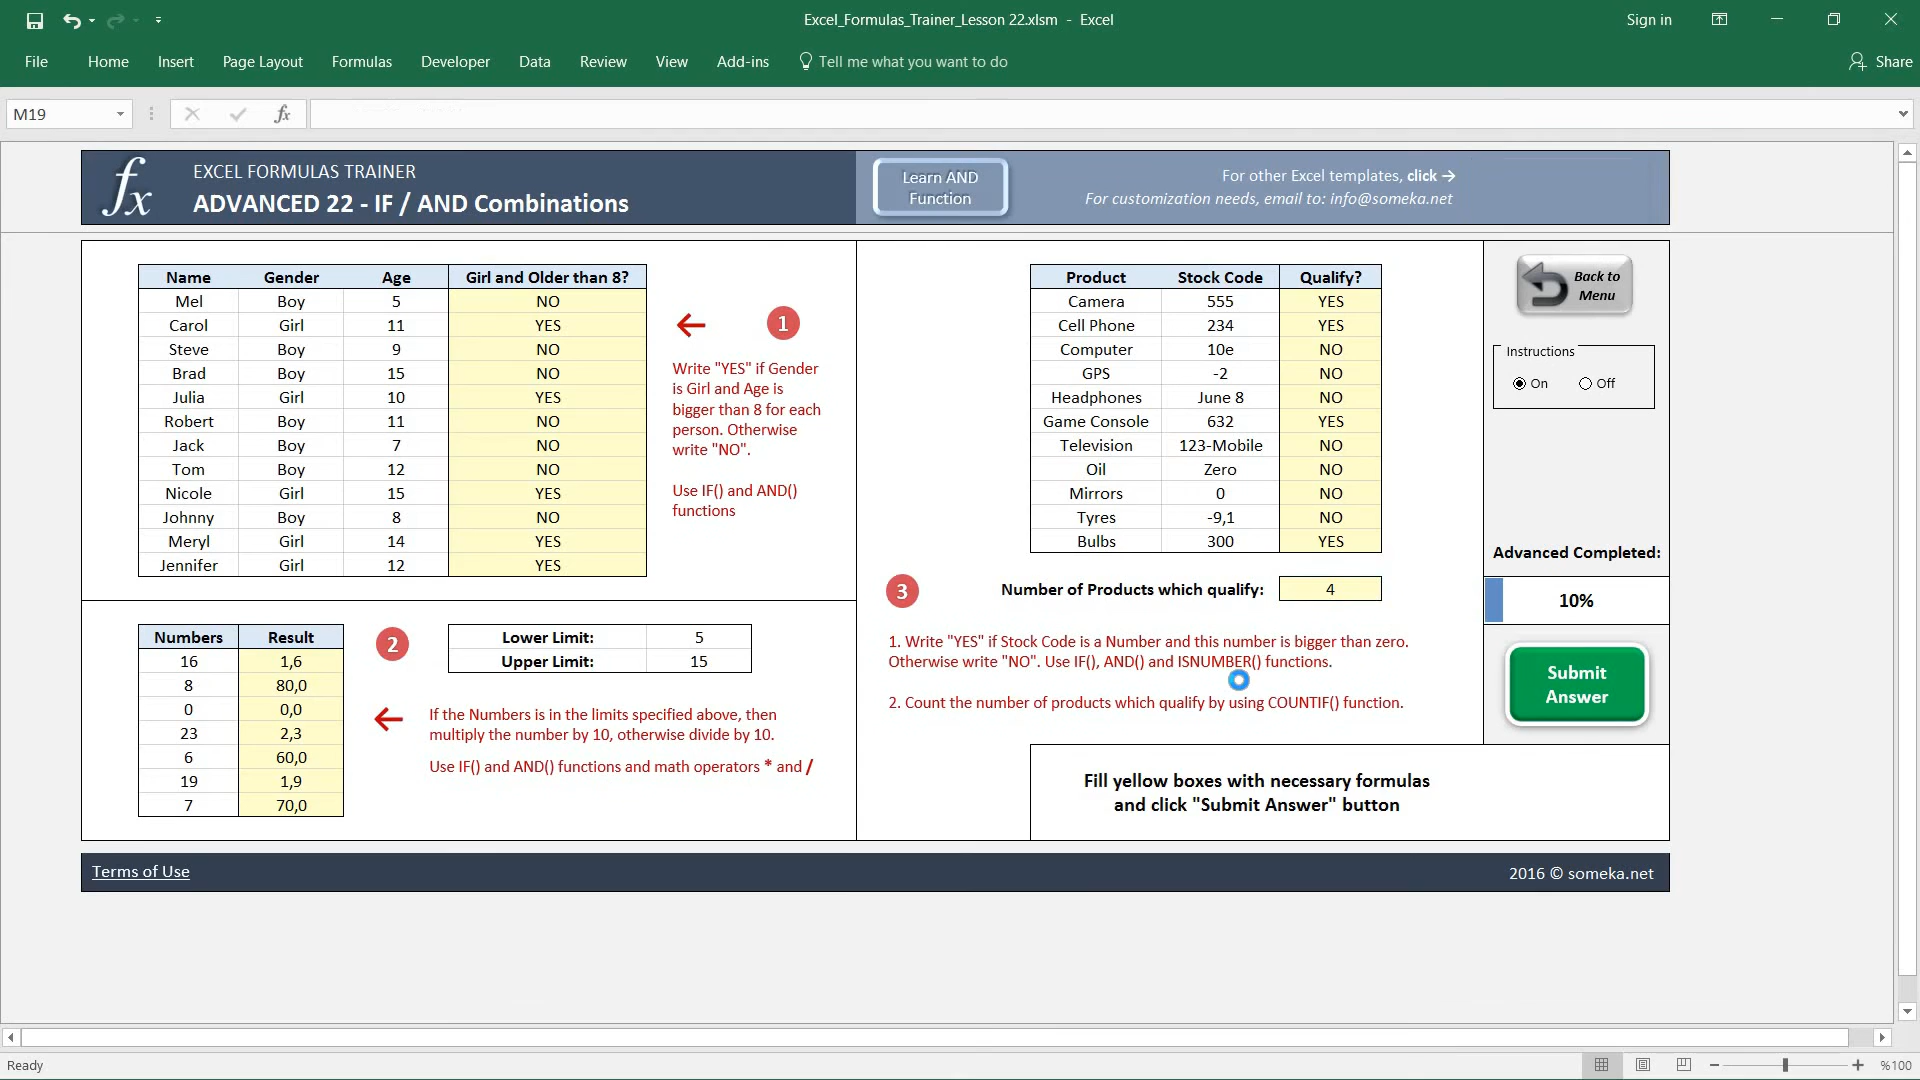 Excel_Formulas_Trainer_Lesson 22.xlsm - Excel
Sign in
File Home Insert Page Layout Formulas Developer Data Review View Add-ins Tell me what you want to do
Share
M19
fx
fx
EXCEL FORMULAS TRAINER
ADVANCED 22 - IF / AND Combinations
Learn AND
Function
For other Excel templates, click →
For customization needs, email to: info@someka.net
Name Gender Age Girl and Older than 8?
Mel Boy 5 NO
Carol Girl 11 YES
Steve Boy 9 NO
Brad Boy 15 NO
Julia Girl 10 YES
Robert Boy 11 NO
Jack Boy 7 NO
Tom Boy 12 NO
Nicole Girl 15 YES
Johnny Boy 8 NO
Meryl Girl 14 YES
Jennifer Girl 12 YES
1
Write "YES" if Gender
is Girl and Age is
bigger than 8 for each
person. Otherwise
write "NO".
Use IF() and AND()
functions
Numbers Result
16 1,6
8 80,0
0 0,0
23 2,3
6 60,0
19 1,9
7 70,0
2
Lower Limit: 5
Upper Limit: 15
If the Numbers is in the limits specified above, then
multiply the number by 10, otherwise divide by 10.
Use IF() and AND() functions and math operators * and /
Product Stock Code Qualify?
Camera 555 YES
Cell Phone 234 YES
Computer 10e NO
GPS -2 NO
Headphones June 8 NO
Game Console 632 YES
Television 123-Mobile NO
Oil Zero NO
Mirrors 0 NO
Tyres -9,1 NO
Bulbs 300 YES
3
Number of Products which qualify: 4
1. Write "YES" if Stock Code is a Number and this number is bigger than zero.
Otherwise write "NO". Use IF(), AND() and ISNUMBER() functions.
2. Count the number of products which qualify by using COUNTIF() function.
Fill yellow boxes with necessary formulas
and click "Submit Answer" button
Back to
Menu
Instructions
On Off
Advanced Completed:
10%
Submit
Answer
Terms of Use
2016 © someka.net
Ready
%100